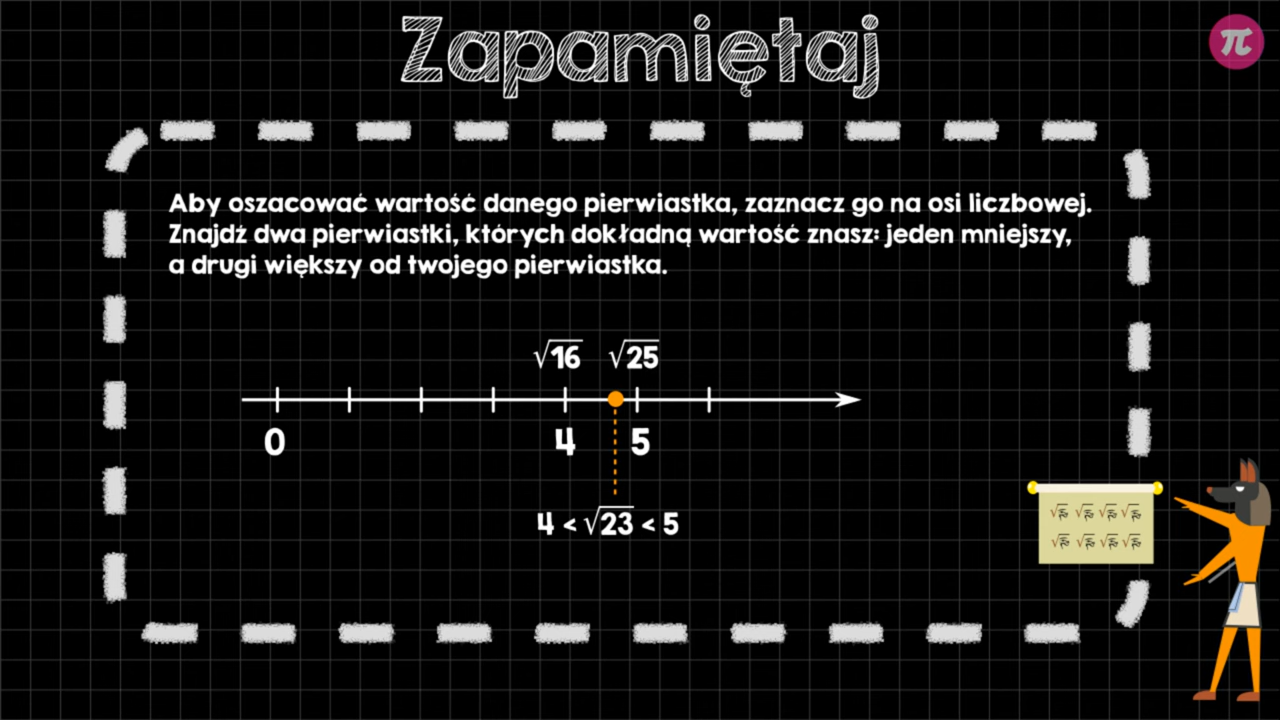 Zapamiętaj
π
Aby oszacować wartość danego pierwiastka, zaznacz go na osi liczbowej.
Znajdź dwa pierwiastki, których dokładną wartość znasz: jeden mniejszy,
a drugi większy od twojego pierwiastka.
√16 √25
0 4 5
4 < √23 < 5